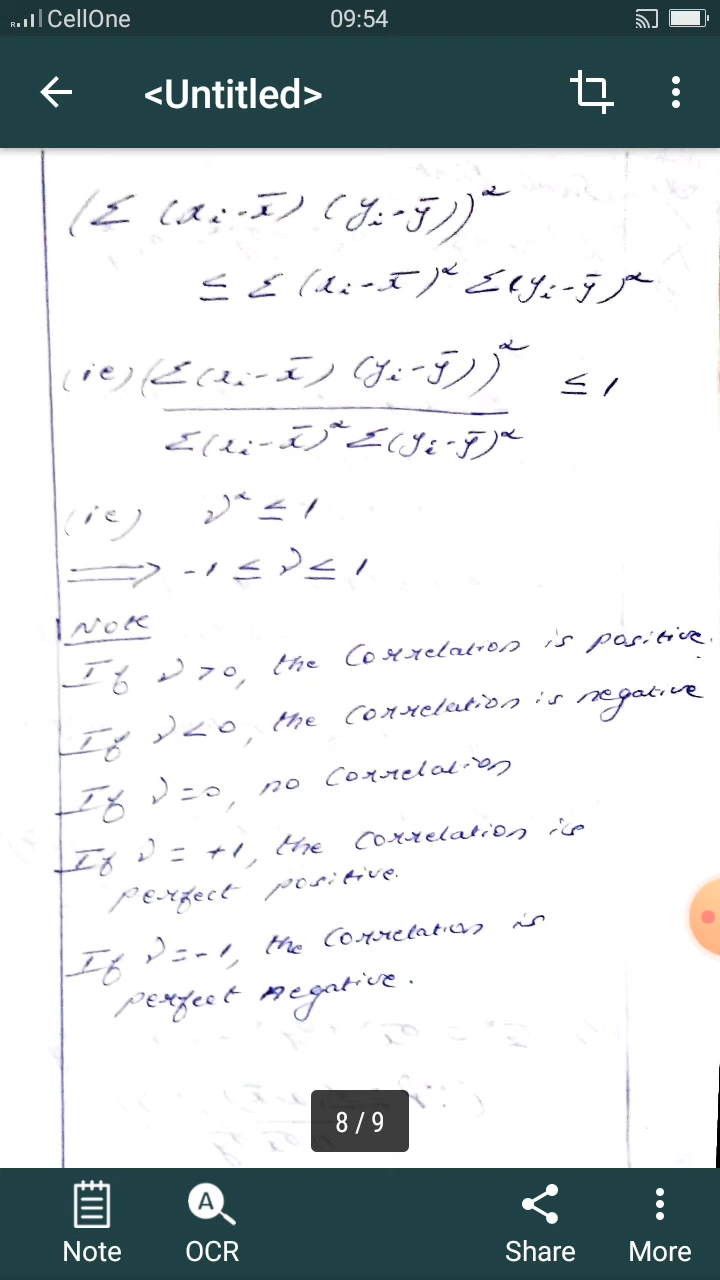 CellOne
09:54
<Untitled>
(Σ (xi-x̄) (yi-ȳ))²
≤ Σ (xi-x̄)² Σ(yi-ȳ)²
(ie) (Σ(xi-x̄) (yi-ȳ))² ≤ 1
Σ(xi-x̄)² Σ(yi-ȳ)²
(ie) γ² ≤ 1
⟹ -1 ≤ γ ≤ 1
Note
If γ >0, the correlation is positive.
If γ <0, the correlation is negative
If γ =0, no correlation
If γ = +1, the correlation is
perfect positive.
If γ =-1, the correlation is
perfect negative.
8 / 9
Note
OCR
Share
More